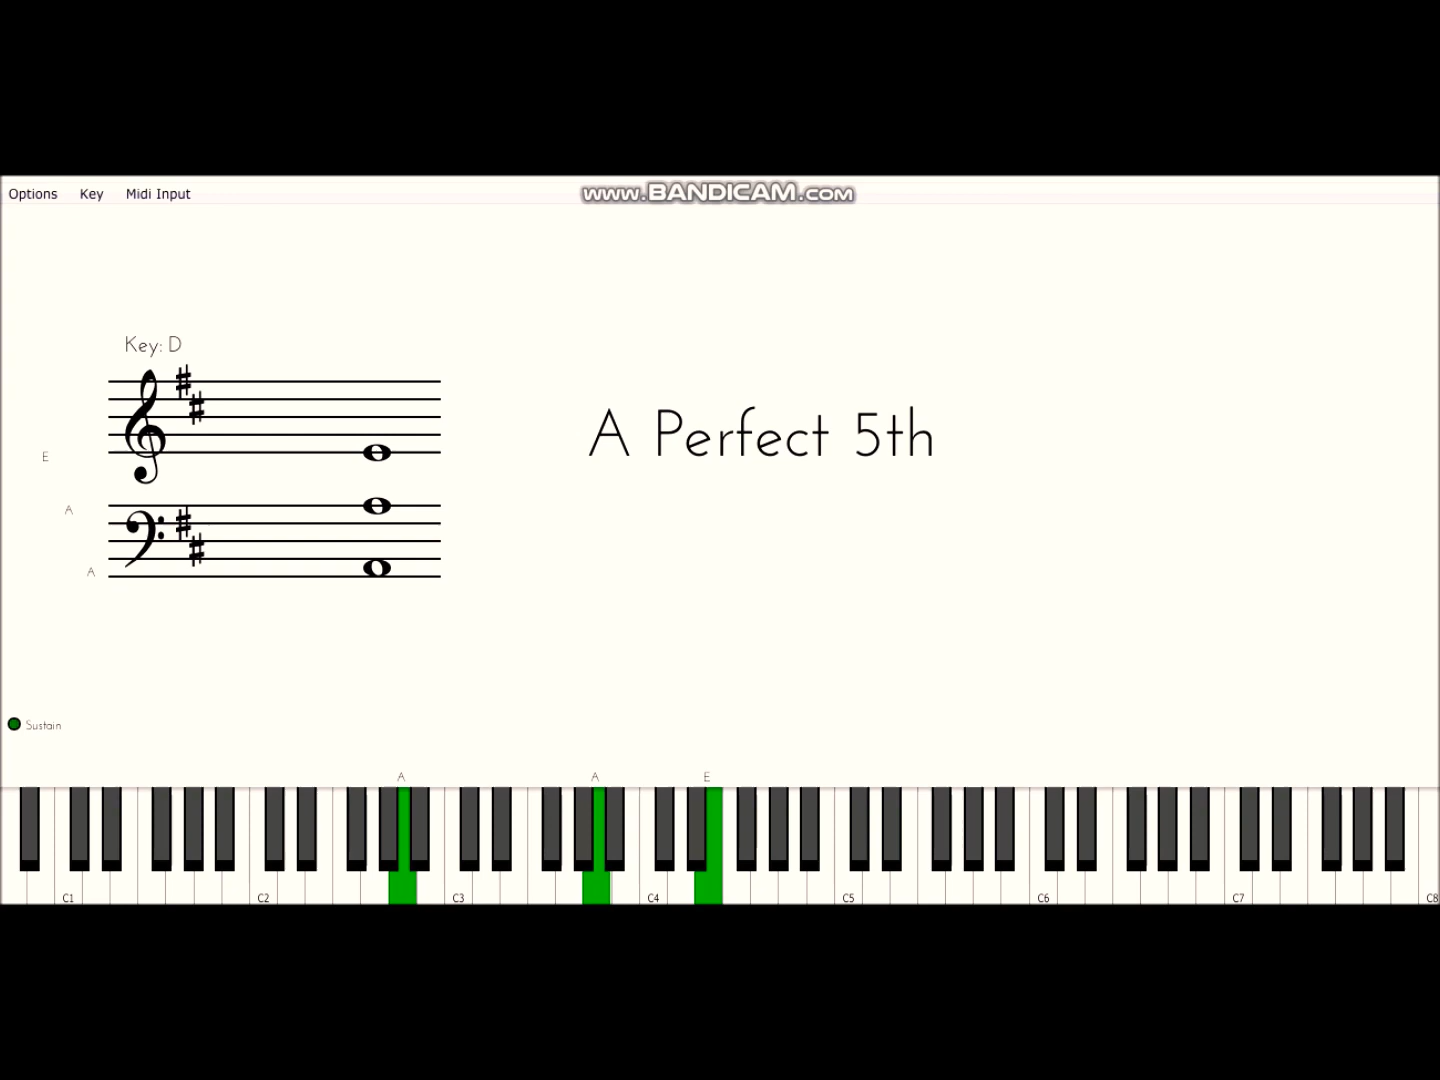 Options Key Midi Input
www.BANDICAM.com
Key: D
A Perfect 5th
E
A
A
Sustain
A A E
C1 C2 C3 C4 C5 C6 C7 C8